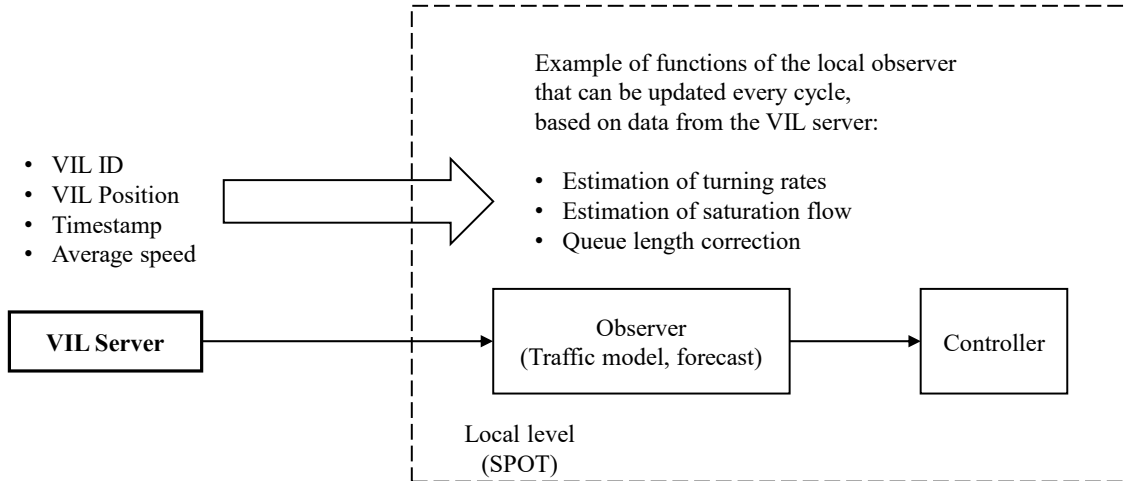 Example of functions of the local observer
that can be updated every cycle,
based on data from the VIL server:
• VIL ID
• VIL Position
• Timestamp
• Average speed
• Estimation of turning rates
• Estimation of saturation flow
• Queue length correction
VIL Server
Observer
(Traffic model, forecast)
Controller
Local level
(SPOT)